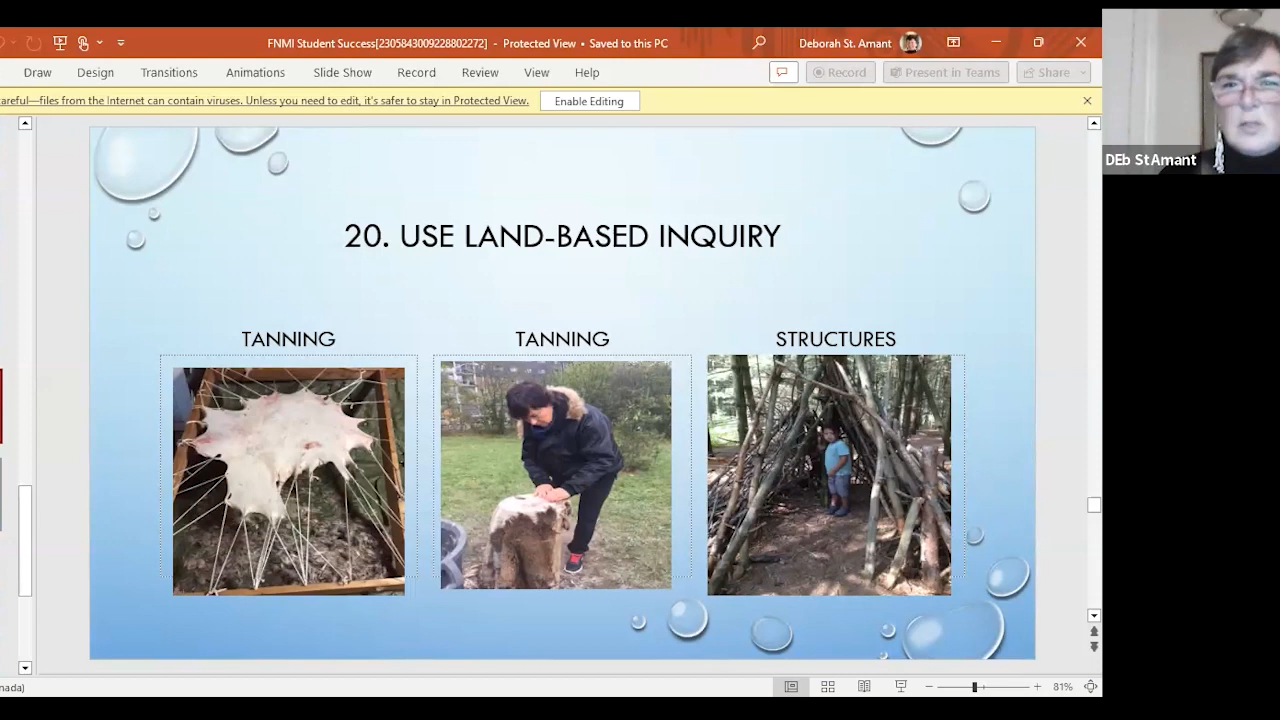 FNMI Student Success[2305843009228802272] - Protected View • Saved to this PC
Deborah St. Amant
Draw Design Transitions Animations Slide Show Record Review View Help
Record Present in Teams Share
careful—files from the Internet can contain viruses. Unless you need to edit, it's safer to stay in Protected View. Enable Editing
DEb StAmant
20. USE LAND-BASED INQUIRY
TANNING TANNING STRUCTURES
81%